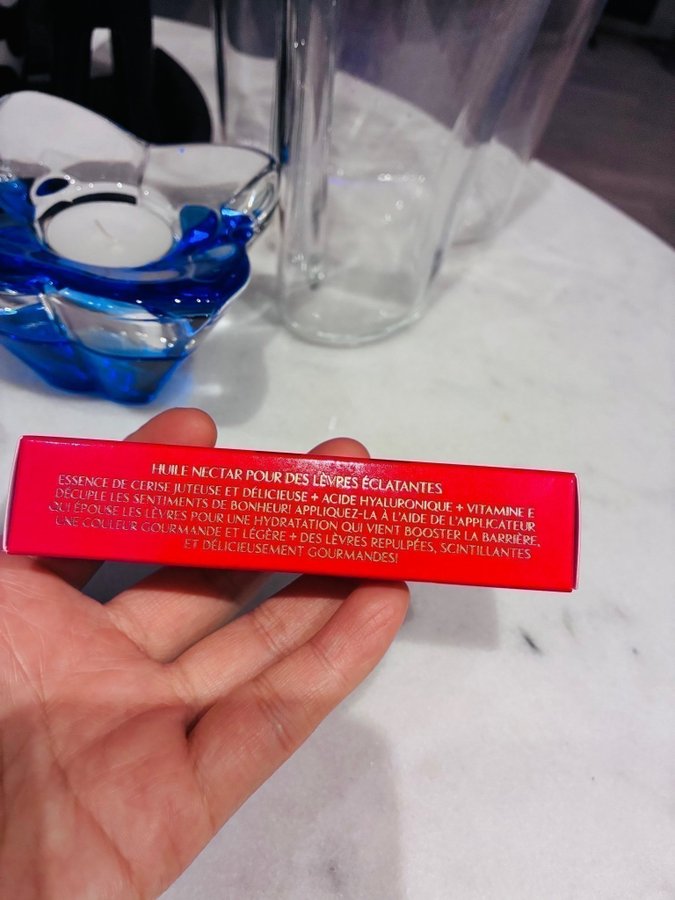 HUILE NECTAR POUR DES LÈVRES ÉCLATANTES
ESSENCE DE CERISE JUTEUSE ET DÉLICIEUSE + ACIDE HYALURONIQUE + VITAMINE E
DÉCUPLE LES SENTIMENTS DE BONHEUR! APPLIQUEZ-LA À L'AIDE DE L'APPLICATEUR
QUI ÉPOUSE LES LÈVRES POUR UNE HYDRATATION QUI VIENT BOOSTER LA BARRIÈRE,
UNE COULEUR GOURMANDE ET LÉGÈRE + DES LÈVRES REPULPÉES, SCINTILLANTES
ET DÉLICIEUSEMENT GOURMANDES!